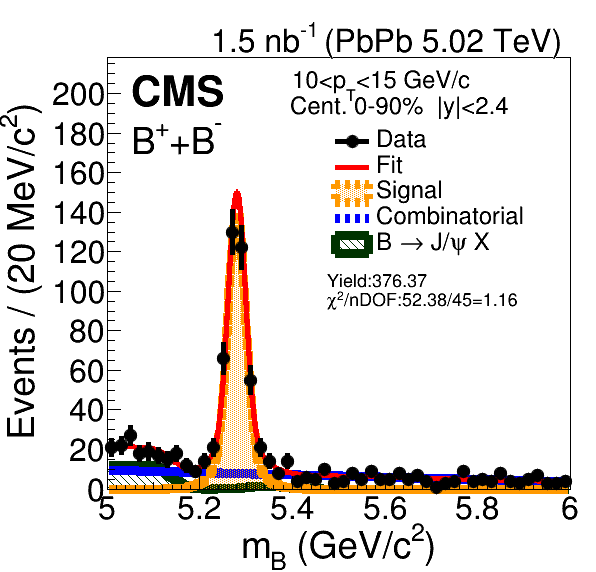 1.5 nb⁻¹ (PbPb 5.02 TeV)
CMS
B⁺+B⁻
10<p_T<15 GeV/c
Cent. 0-90% |y|<2.4
Data
Fit
Signal
Combinatorial
B → J/ψ X
Yield:376.37
χ²/nDOF:52.38/45=1.16
Events / (20 MeV/c²)
200
180
160
140
120
100
80
60
40
20
0
5 5.2 5.4 5.6 5.8 6
m_B (GeV/c²)